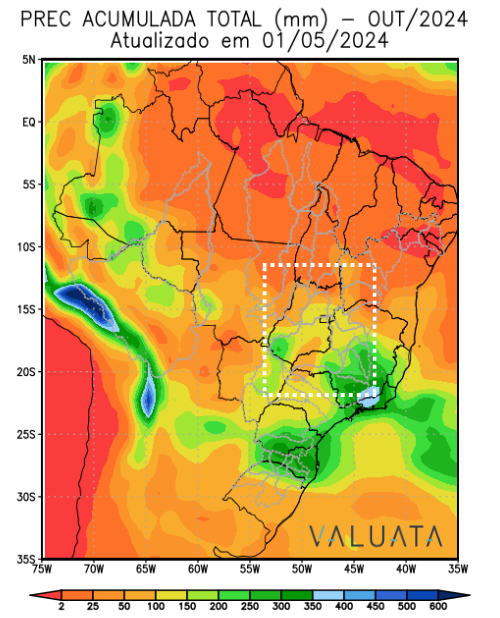 PREC ACUMULADA TOTAL (mm) – OUT/2024
Atualizado em 01/05/2024
5N
EQ
5S
10S
15S
20S
25S
30S
35S
VALUATA
75W 70W 65W 60W 55W 50W 45W 40W 35W
2 25 50 100 150 200 250 300 350 400 450 500 600